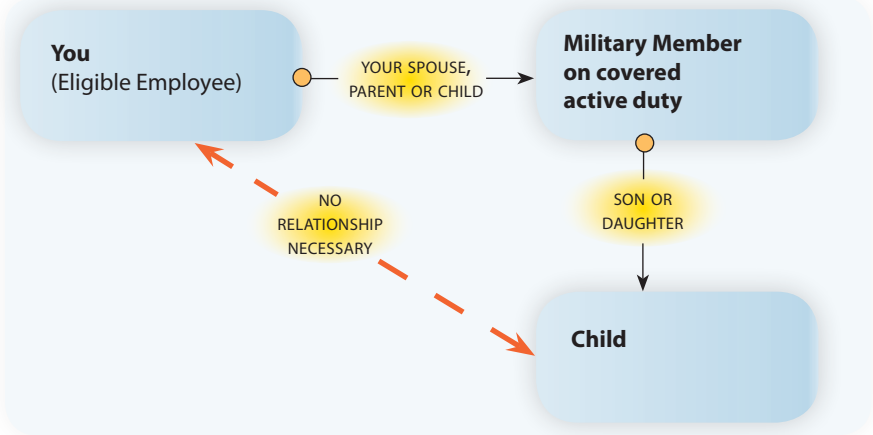 You
(Eligible Employee)
YOUR SPOUSE,
PARENT OR CHILD
Military Member
on covered
active duty
NO
RELATIONSHIP
NECESSARY
SON OR
DAUGHTER
Child